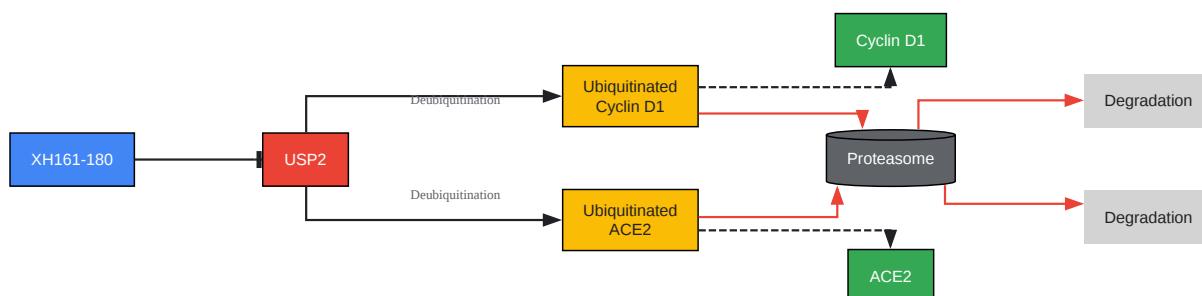 Cyclin D1
Ubiquitinated
Cyclin D1
Deubiquitination
Degradation
XH161-180
USP2
Proteasome
Deubiquitination
Ubiquitinated
ACE2
Degradation
ACE2